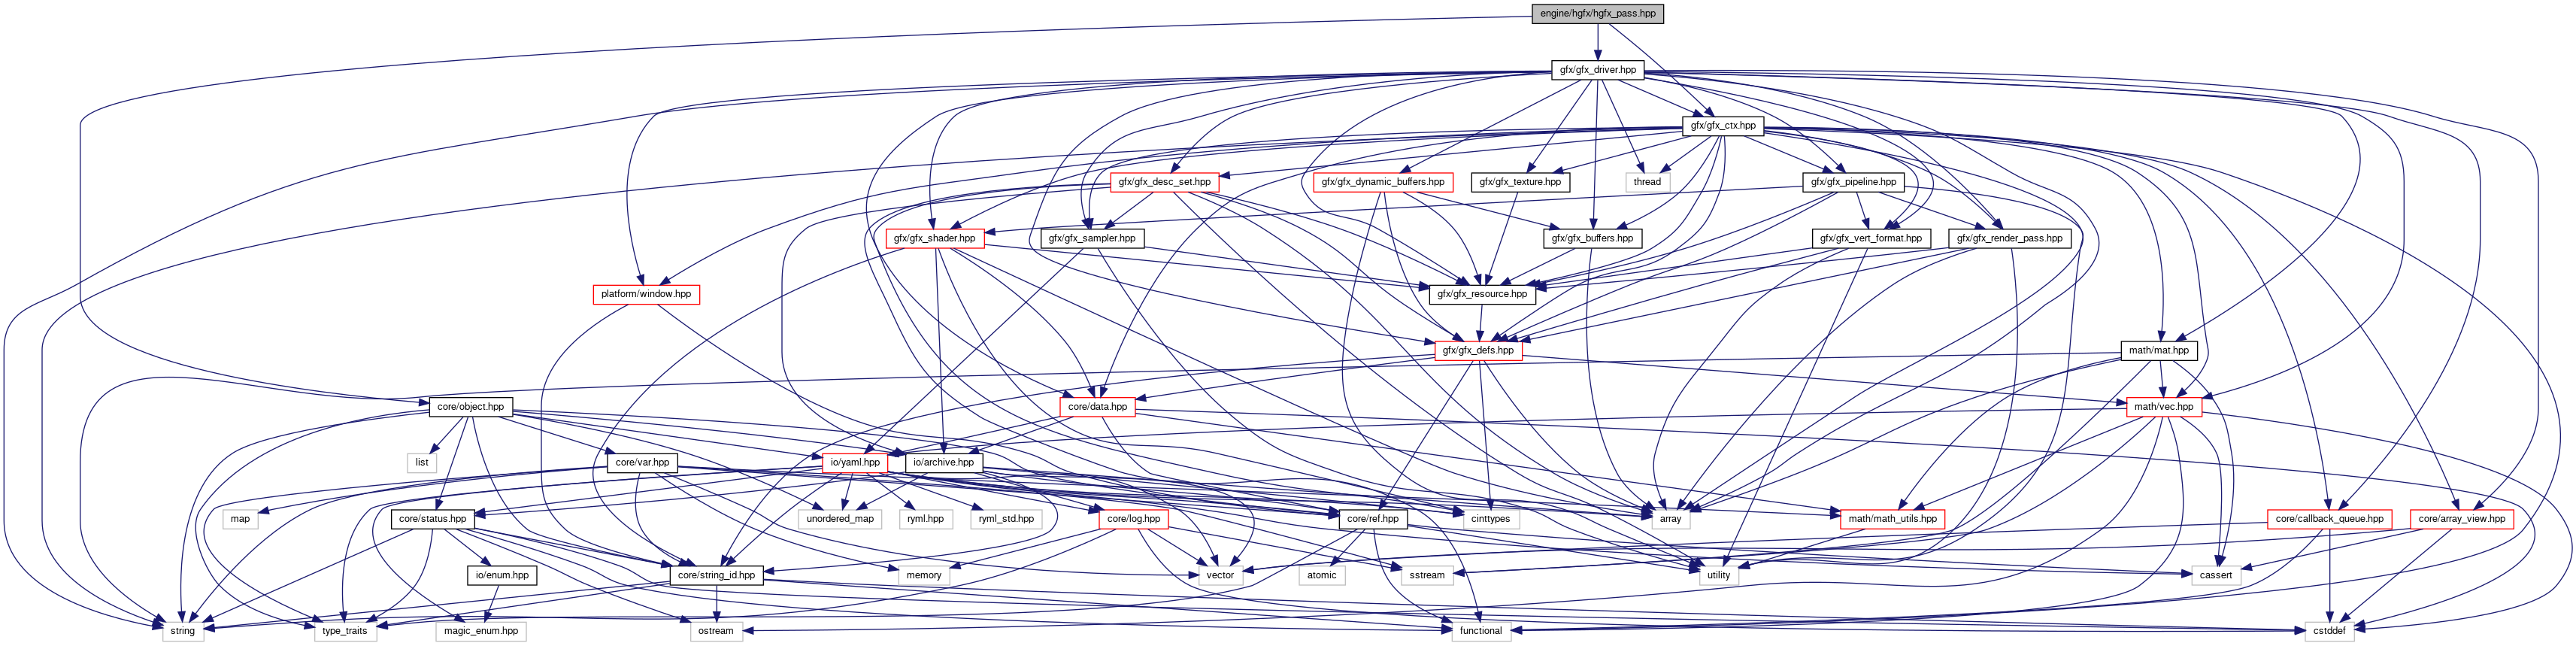 engine/hgfx/hgfx_pass.hpp
gfx/gfx_driver.hpp
gfx/gfx_ctx.hpp
gfx/gfx_desc_set.hpp
gfx/gfx_dynamic_buffers.hpp
gfx/gfx_texture.hpp
thread
gfx/gfx_pipeline.hpp
gfx/gfx_shader.hpp
gfx/gfx_sampler.hpp
gfx/gfx_buffers.hpp
gfx/gfx_vert_format.hpp
gfx/gfx_render_pass.hpp
platform/window.hpp
gfx/gfx_resource.hpp
gfx/gfx_defs.hpp
math/mat.hpp
core/object.hpp
core/data.hpp
math/vec.hpp
list
core/var.hpp
io/yaml.hpp
io/archive.hpp
map
core/status.hpp
unordered_map
ryml.hpp
ryml_std.hpp
core/log.hpp
core/ref.hpp
cinttypes
array
math/math_utils.hpp
core/callback_queue.hpp
core/array_view.hpp
io/enum.hpp
core/string_id.hpp
memory
vector
atomic
sstream
utility
cassert
string
type_traits
magic_enum.hpp
ostream
functional
cstddef